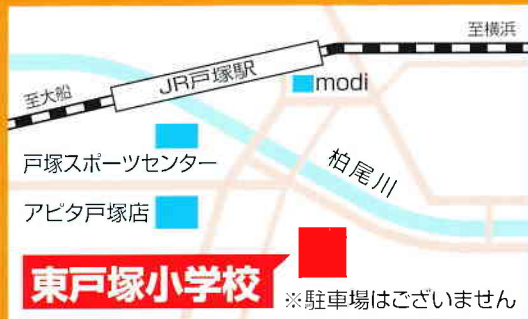 至横浜
JR戸塚駅
modi
至大船
戸塚スポーツセンター
柏尾川
アピタ戸塚店
東戸塚小学校
※駐車場はございません